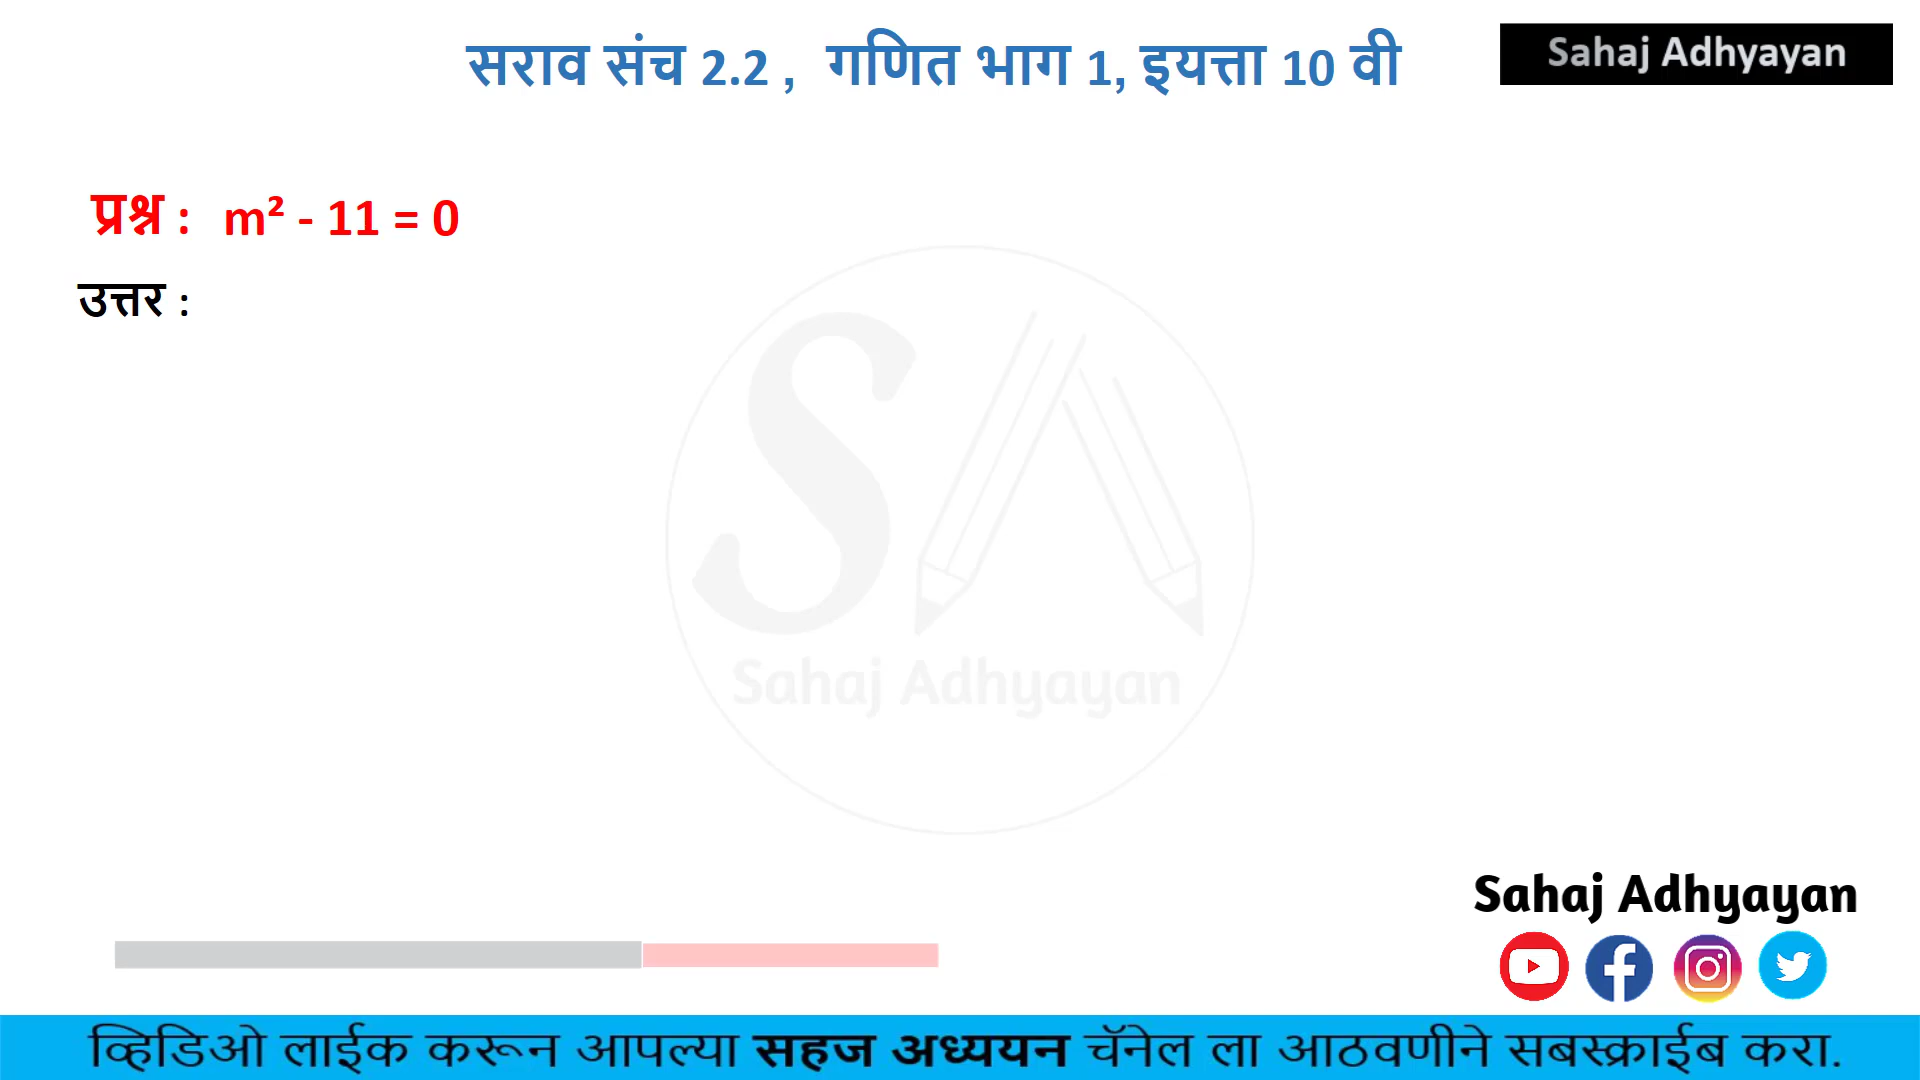 सराव संच 2.2 , गणित भाग 1, इयत्ता 10 वी
Sahaj Adhyayan
प्रश्न : m² - 11 = 0
उत्तर :
Sahaj Adhyayan
Sahaj Adhyayan
व्हिडिओ लाईक करून आपल्या सहज अध्ययन चॅनेल ला आठवणीने सबस्क्राईब करा.